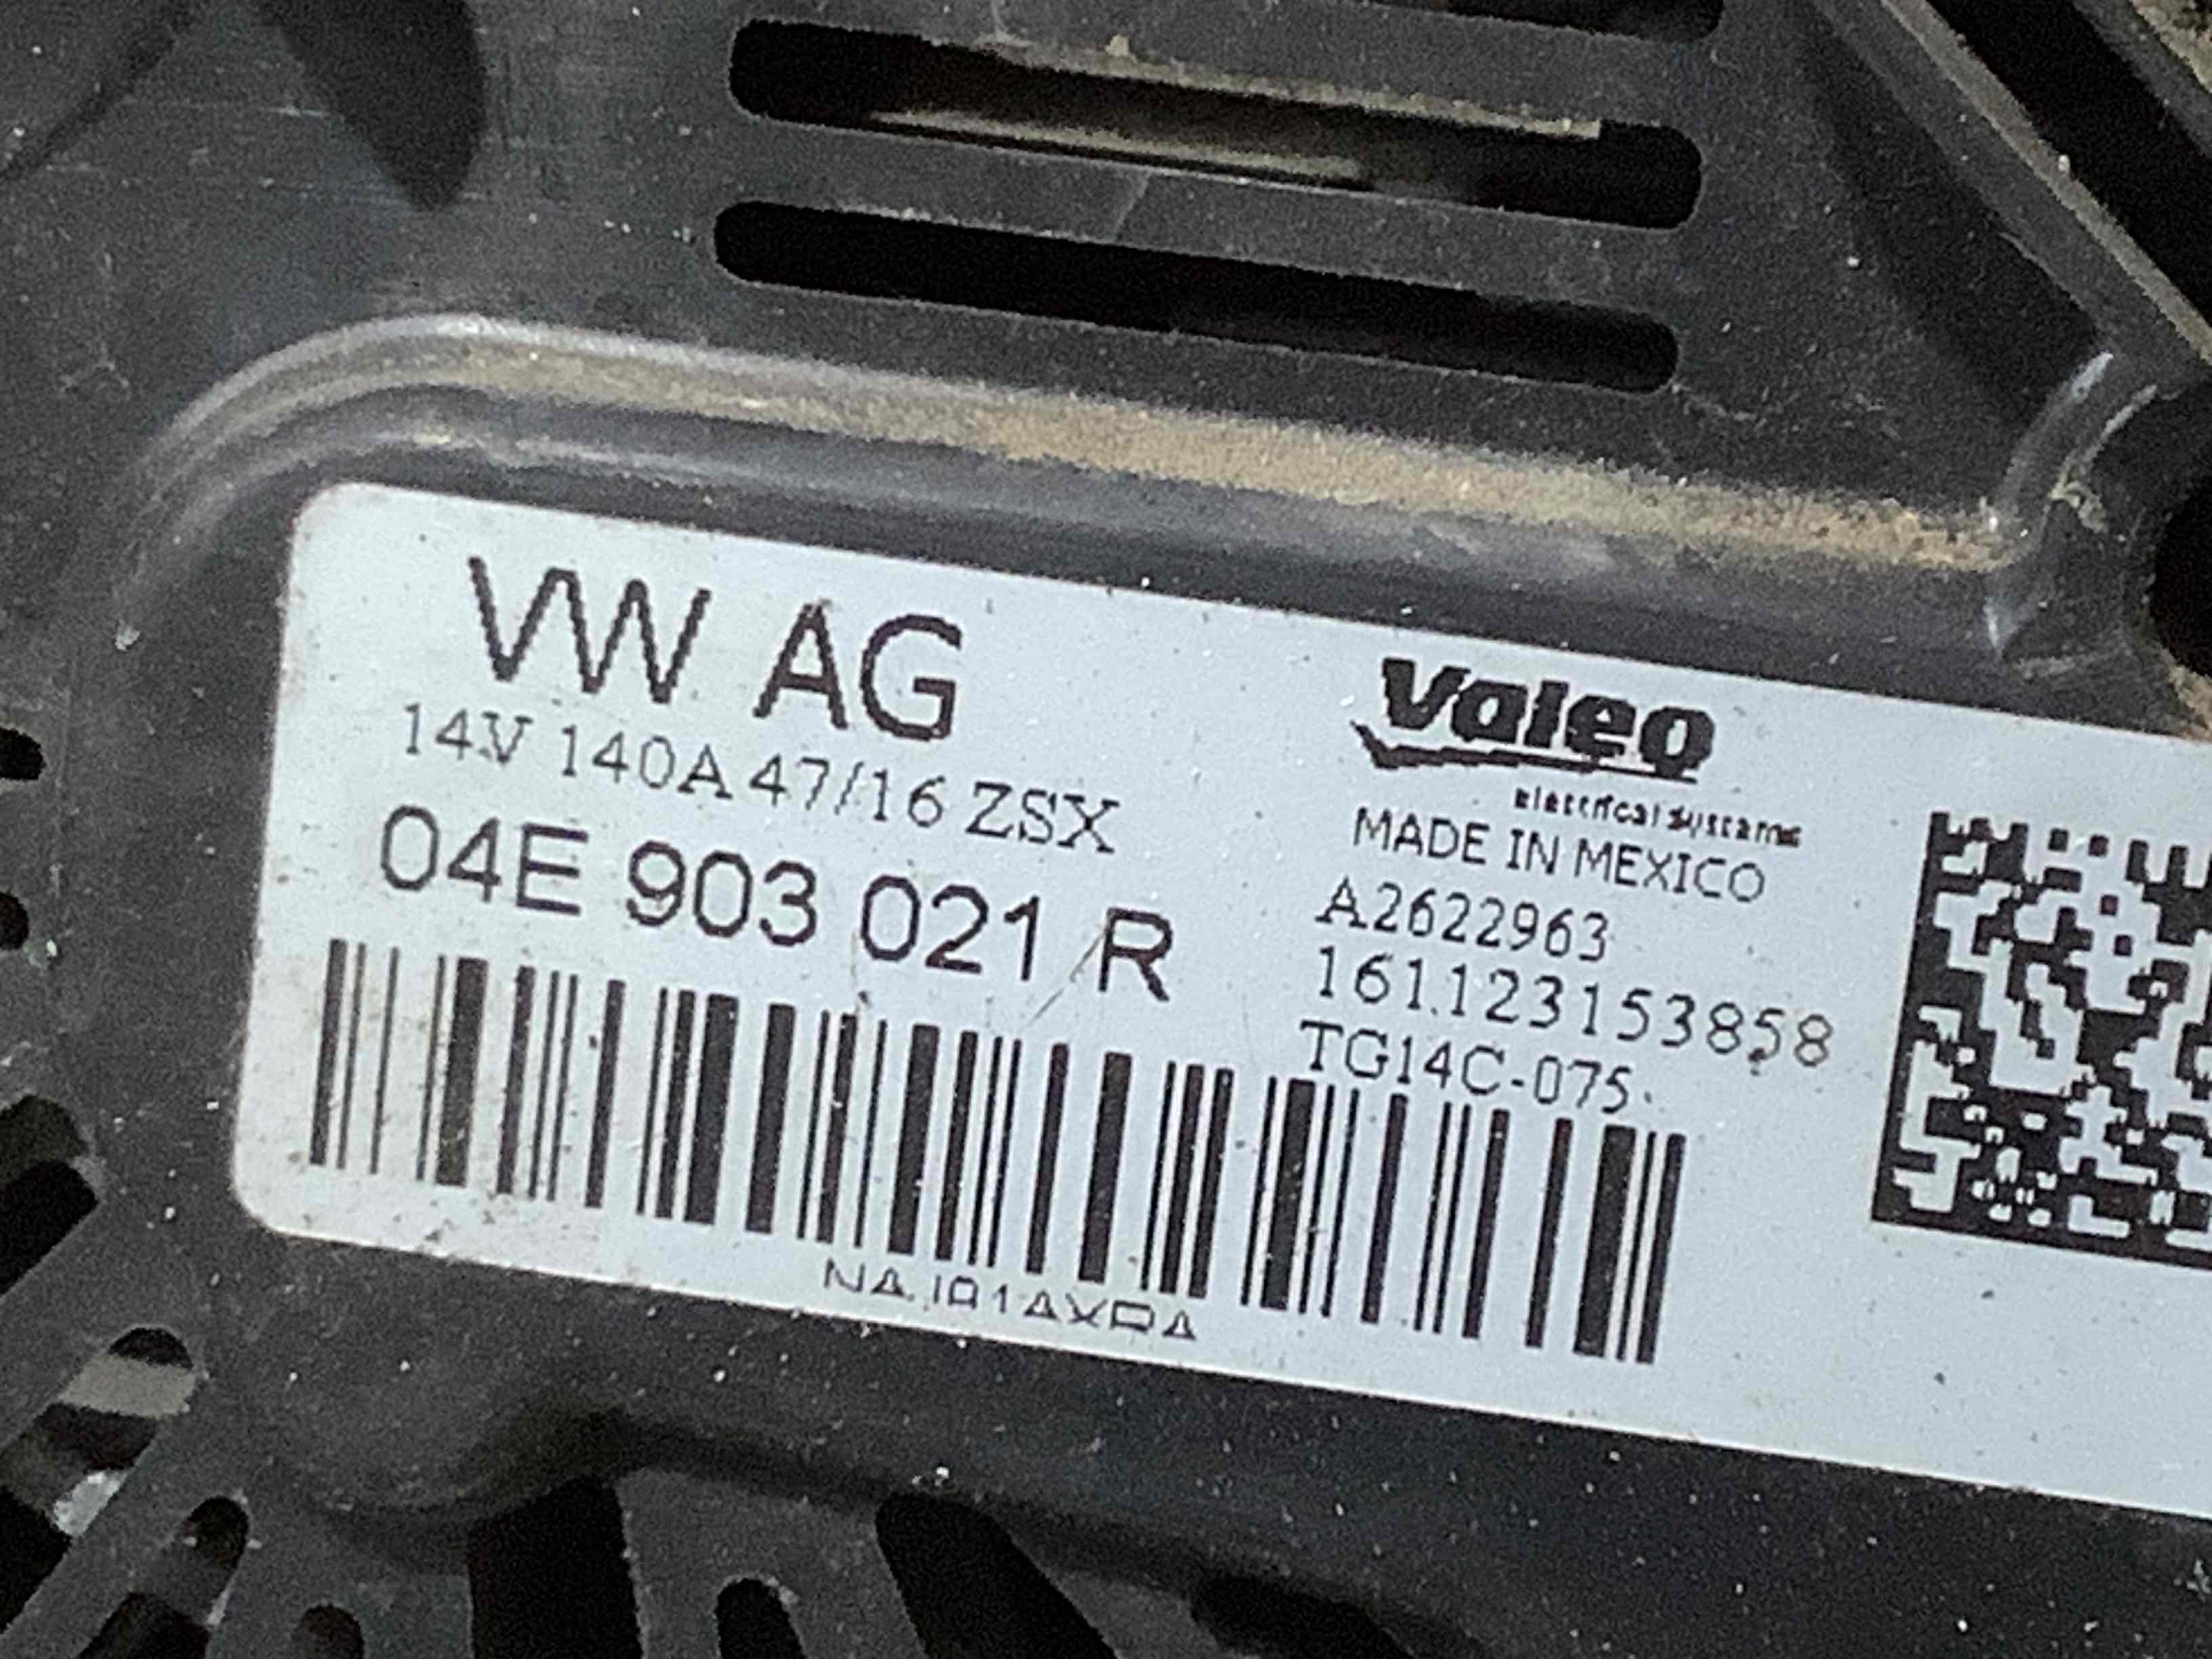 VW AG
14V 140A 47/16 ZSX
04E 903 021 R
valeo
electrical systems
MADE IN MEXICO
A2622963
161123153858
TG14C-075